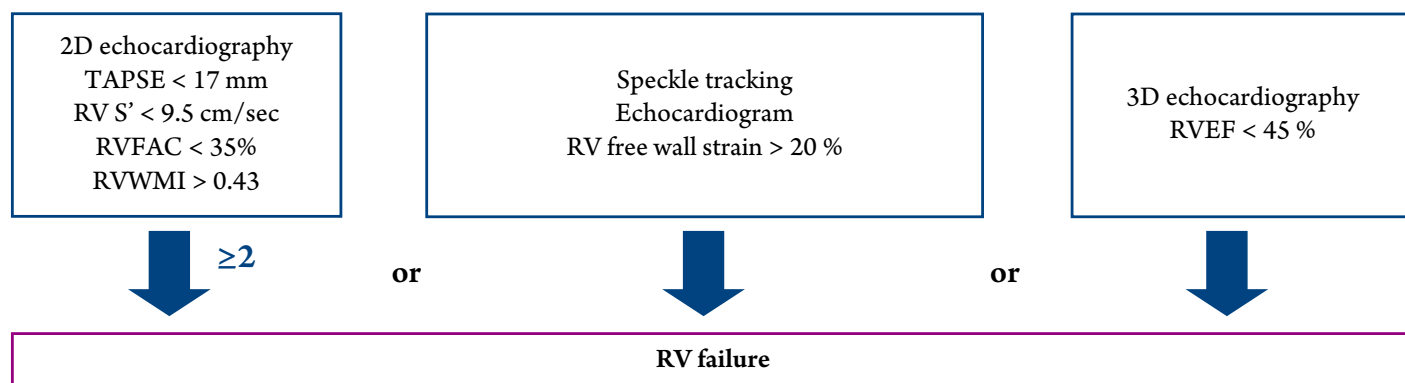 2D echocardiography
TAPSE < 17 mm
RV S’ < 9.5 cm/sec
RVFAC < 35%
RVWMI > 0.43
Speckle tracking
Echocardiogram
RV free wall strain > 20 %
3D echocardiography
RVEF < 45 %
≥2
or
or
RV failure